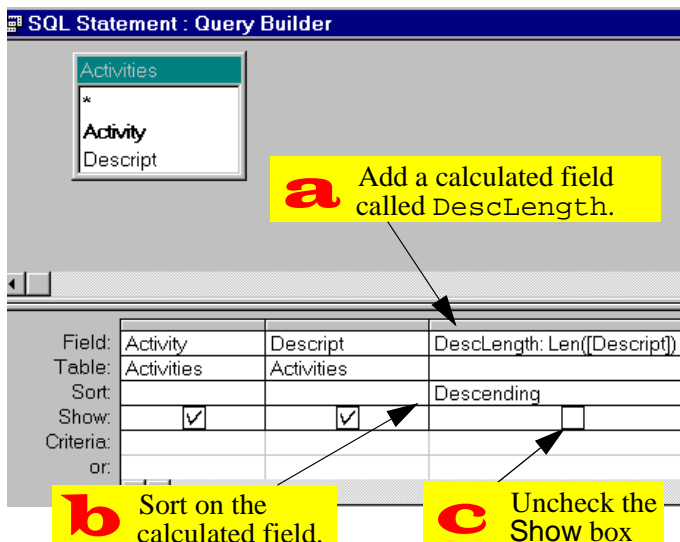 SQL Statement : Query Builder
Activities
*
Activity
Descript
a Add a calculated field
called DescLength.
Field: Activity Descript DescLength: Len([Descript])
Table: Activities Activities
Sort: Descending
Show:
Criteria:
or:
b Sort on the
calculated field.
c Uncheck the
Show box